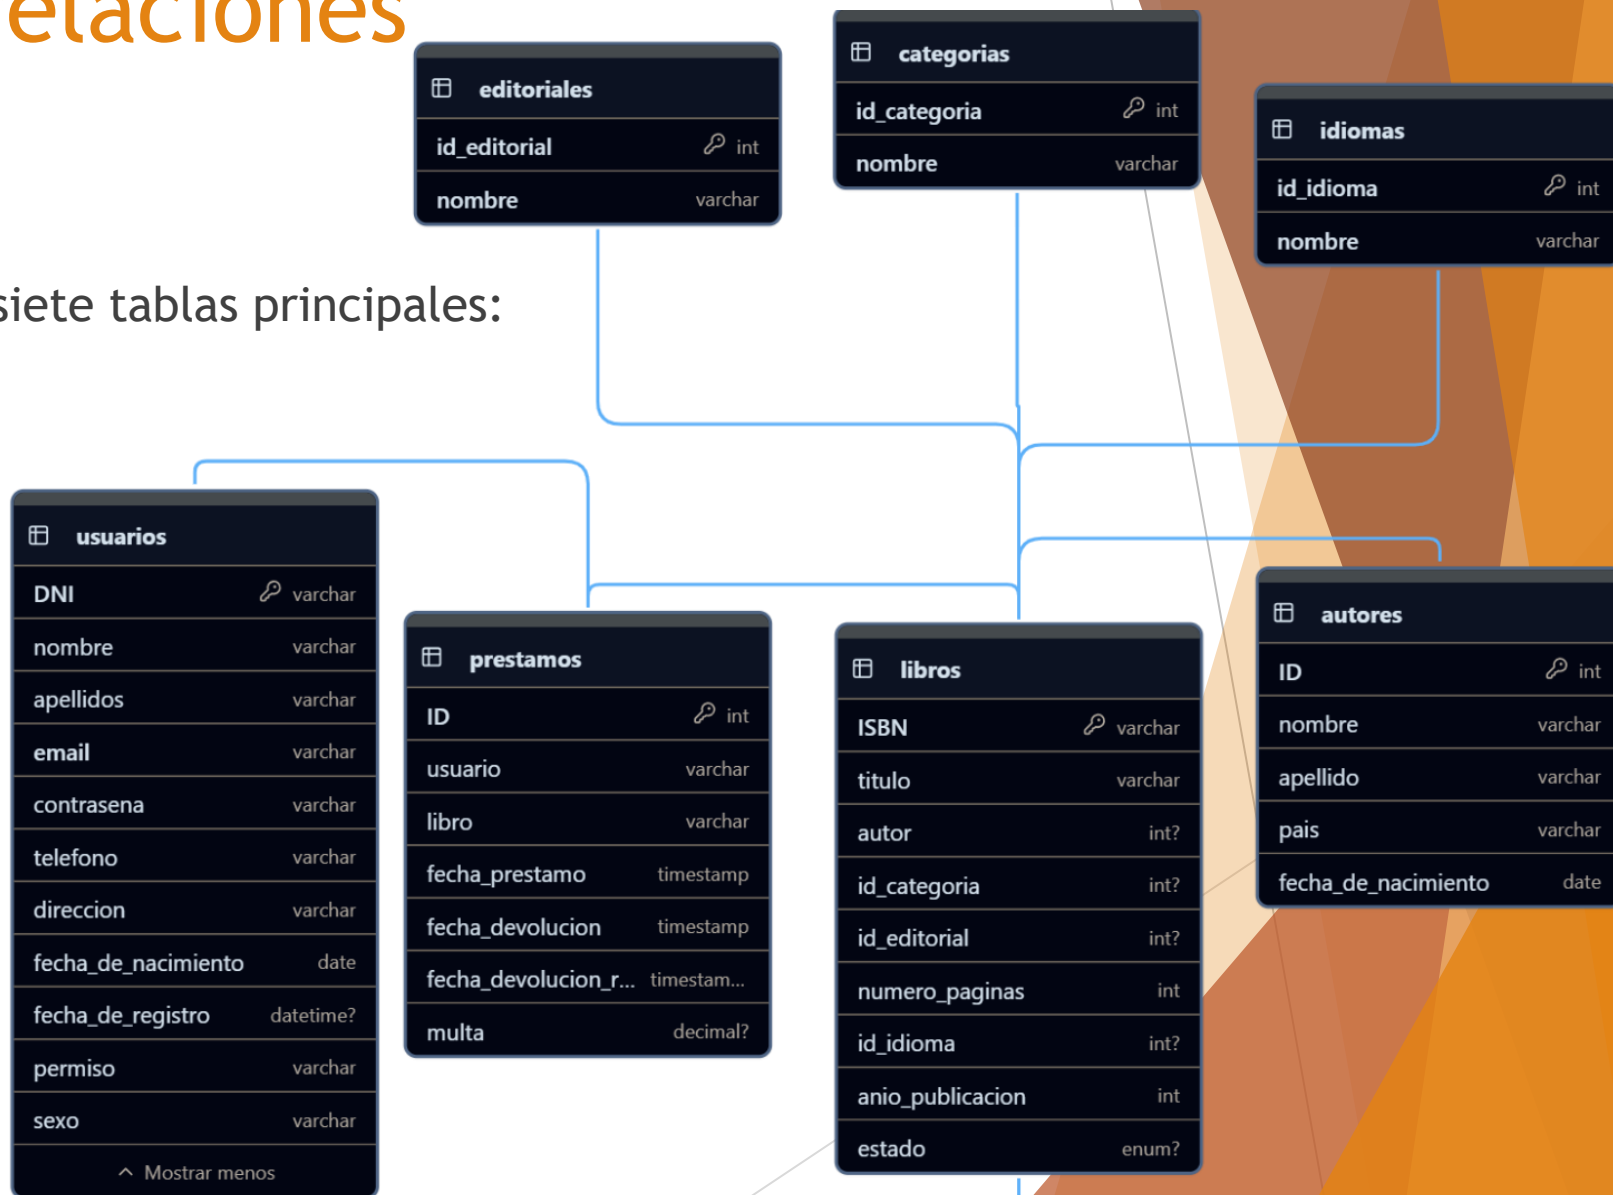 elaciones
siete tablas principales:
editoriales
id_editorial int
nombre varchar
categorias
id_categoria int
nombre varchar
idiomas
id_idioma int
nombre varchar
usuarios
DNI varchar
nombre varchar
apellidos varchar
email varchar
contrasena varchar
telefono varchar
direccion varchar
fecha_de_nacimiento date
fecha_de_registro datetime?
permiso varchar
sexo varchar
Mostrar menos
prestamos
ID int
usuario varchar
libro varchar
fecha_prestamo timestamp
fecha_devolucion timestamp
fecha_devolucion_r... timestam...
multa decimal?
libros
ISBN varchar
titulo varchar
autor int?
id_categoria int?
id_editorial int?
numero_paginas int
id_idioma int?
anio_publicacion int
estado enum?
autores
ID int
nombre varchar
apellido varchar
pais varchar
fecha_de_nacimiento date